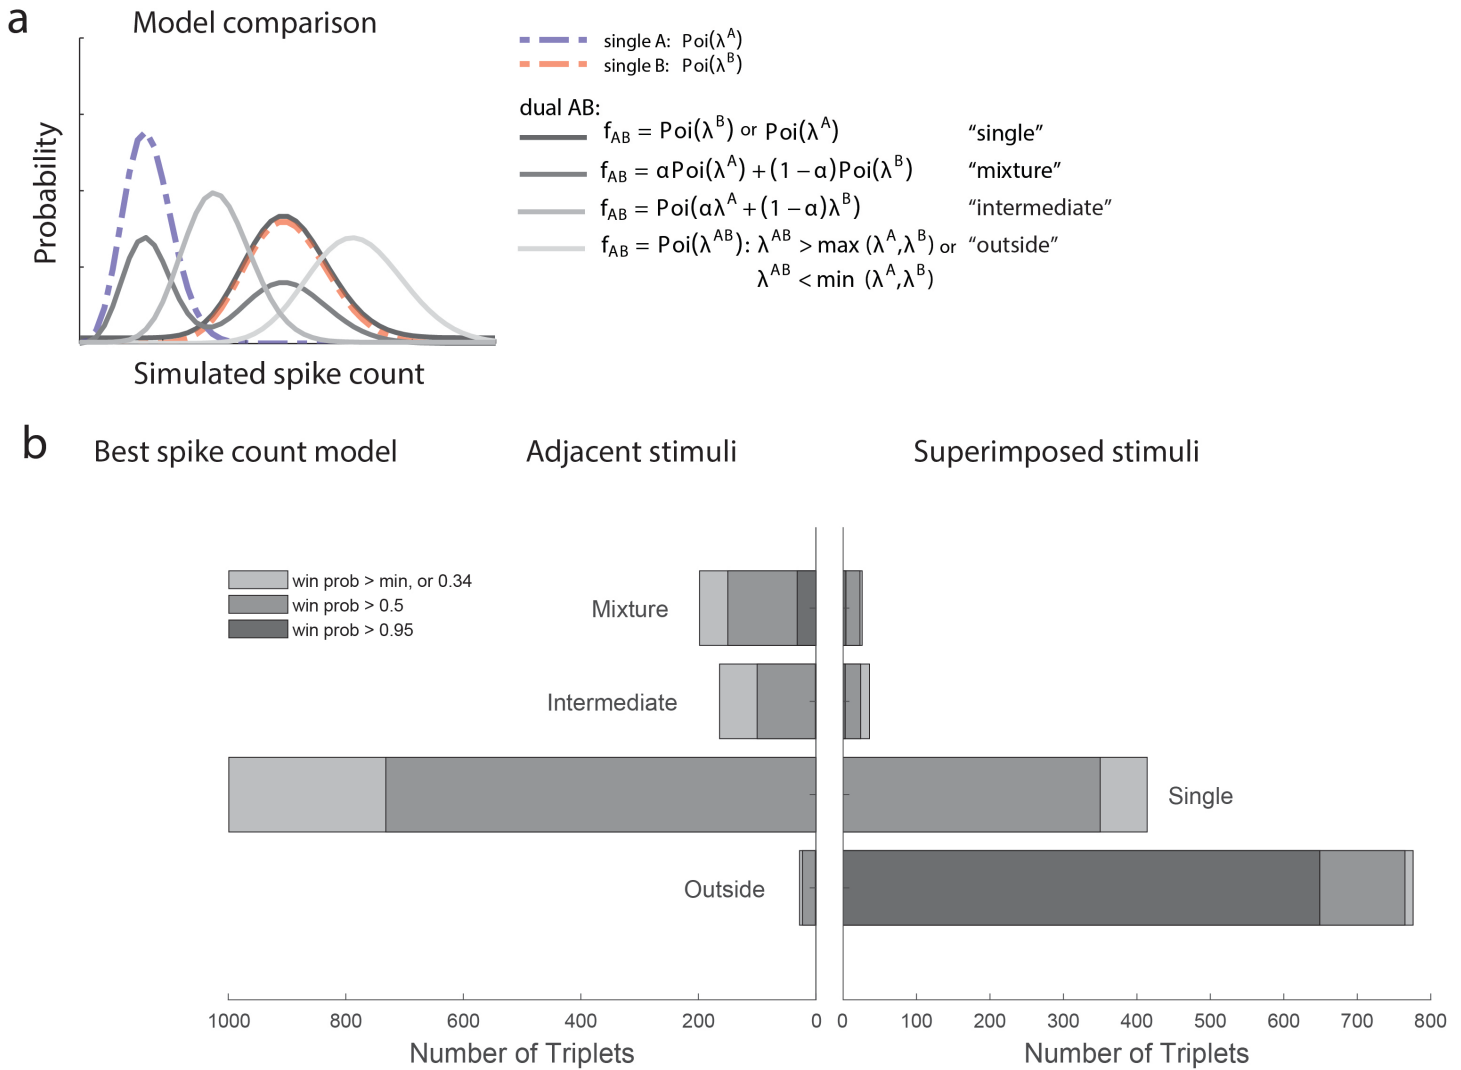 a
Model comparison
Probability
Simulated spike count
single A: Poi(λ^A)
single B: Poi(λ^B)
dual AB:
f_AB = Poi(λ^B) or Poi(λ^A) “single”
f_AB = αPoi(λ^A) + (1 − α)Poi(λ^B) “mixture”
f_AB = Poi(αλ^A + (1 − α)λ^B) “intermediate”
f_AB = Poi(λ^AB): λ^AB > max (λ^A,λ^B) or “outside”
λ^AB < min (λ^A,λ^B)
b
Best spike count model
Adjacent stimuli
Superimposed stimuli
win prob > min, or 0.34
win prob > 0.5
win prob > 0.95
Mixture
Intermediate
Single
Outside
1000 800 600 400 200 0
0 100 200 300 400 500 600 700 800
Number of Triplets
Number of Triplets